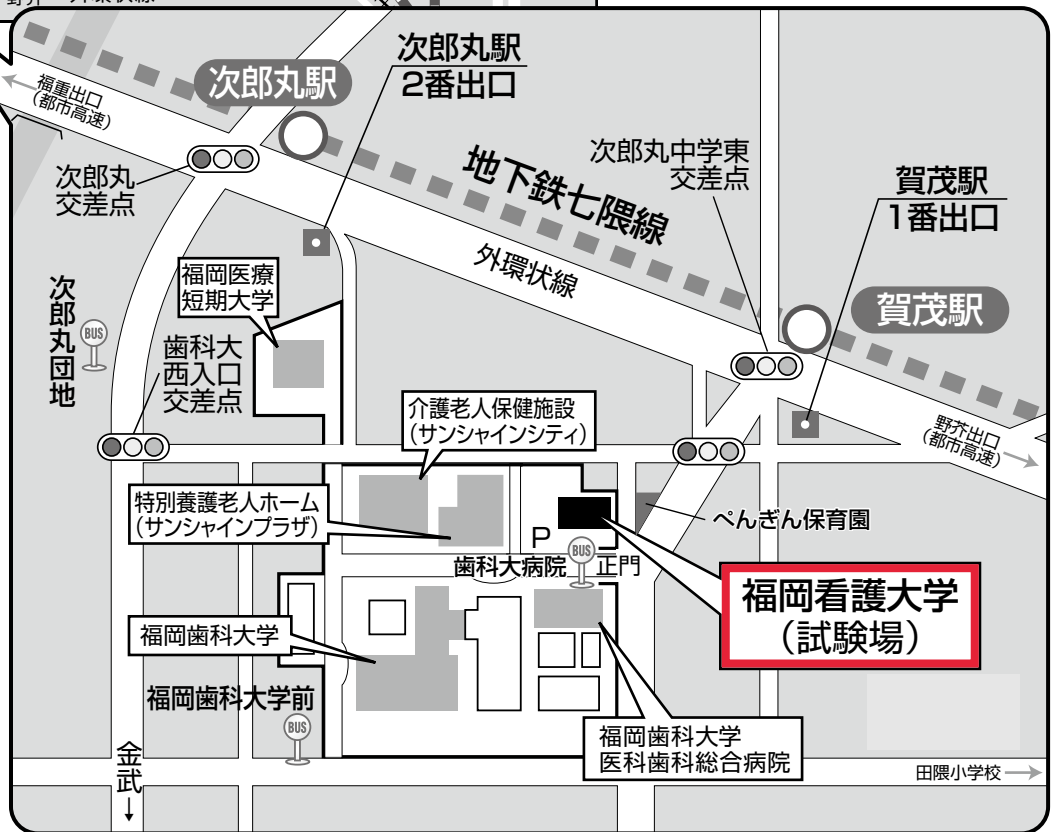 野芥
外環状線
次郎丸駅
次郎丸駅
2番出口
福重出口
(都市高速)
次郎丸
交差点
地下鉄七隈線
次郎丸中学東
交差点
賀茂駅
1番出口
外環状線
賀茂駅
福岡医療
短期大学
次郎丸団地
BUS
歯科大
西入口
交差点
介護老人保健施設
(サンシャインシティ)
野芥出口
(都市高速)
特別養護老人ホーム
(サンシャインプラザ)
ぺんぎん保育園
P
BUS
歯科大病院
正門
福岡看護大学
(試験場)
福岡歯科大学
福岡歯科大学前
BUS
福岡歯科大学
医科歯科総合病院
金武
田隈小学校